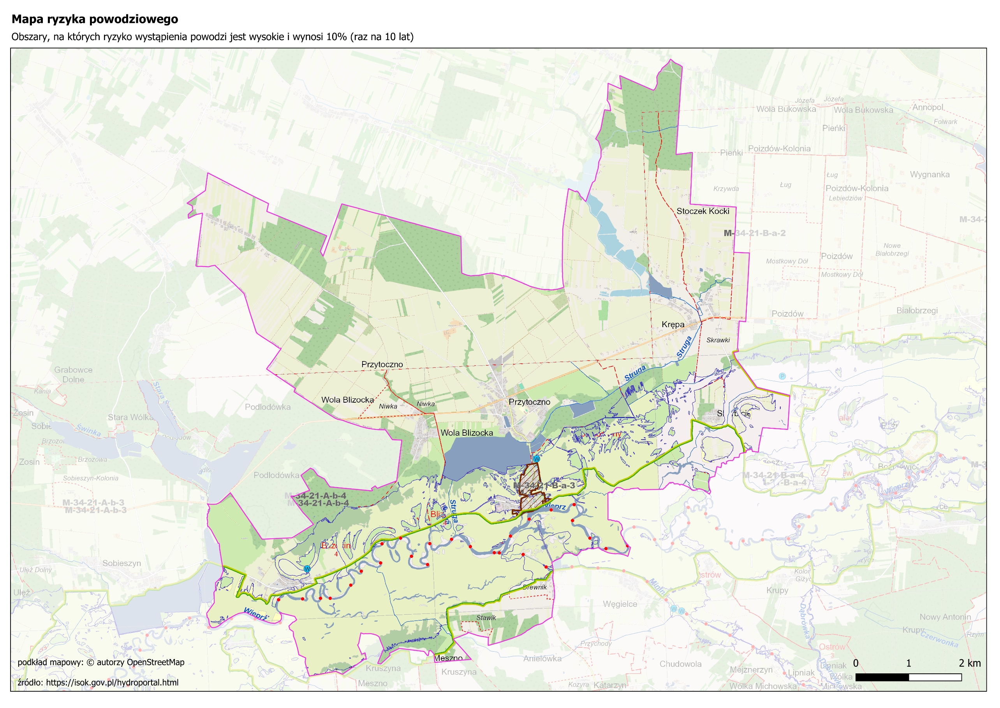 Mapa ryzyka powodziowego
Obszary, na których ryzyko wystąpienia powodzi jest wysokie i wynosi 10% (raz na 10 lat)
Józefa
Józefa
Wola Bukowska
Wola Bukowska
Annopol
Folwark
Pieńki
Pieńki
Poizdów-Kolonia
Ług
Ług
Wygnanka
Krzywda
Poizdów-Kolonia
Lebiedziów
Stoczek Kocki
M-34-21-B-a-2
Nowe
Białobrzegi
Poizdów
Mostkowy Dół
Mostkowy Dół
Poizdów
Białobrzegi
Krępa
Skrawki
Struga
Struga
Przytoczno
Grabowce
Dolne
Kania
Wola Blizocka
Niwka
Niwka
Przytoczno
Podlodówka
Zosin
Stara Wólka
Świnka
Podlodów
Wola Blizocka
Zosin
Brzozowa
Podlodówka
Sobieszyn-Kolonia
W
P
M-34-21-B-a-4
M-34-21-B-a-3
M-34-21-A-b-4
M-34-21-A-b-4
M-34-21-A-b-3
M-34-21-A-b-3
Struga
Wieprz
Wieprz
4
W
Sobieszyn
Ułęż Dolny
Ułęż
Drewnik
Krupy
Węgielce
W
W
Wieprz
Stawik
Dąbrówka
Nowy Antonin
Krupy
Czerwonka
Przychody
Ostrów
3
Meszno
Anielówka
Kruszyna
Kruszyna
Chudowola
Mejznerzyn
Lipniak
Meszno
Kozyra
Katarzyn
Wólka Michowska
podkład mapowy: © autorzy OpenStreetMap
źródło: https://isok.gov.pl/hydroportal.html
0 1 2 km